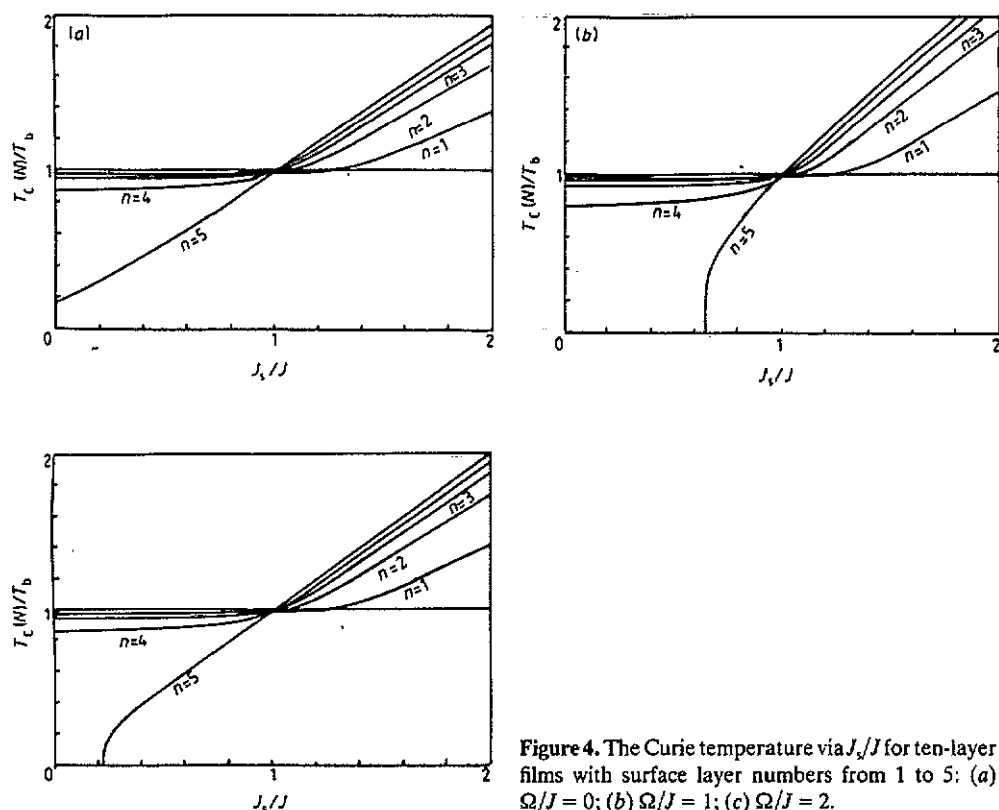 (a)
2
1
0
T_c(N)/T_b
n=3
n=2
n=1
n=4
n=5
1
2
J_s/J
(b)
2
1
0
T_c(N)/T_b
n=3
n=2
n=1
n=4
n=5
1
2
J_s/J
2
1
0
T_c(N)/T_b
n=3
n=2
n=1
n=4
n=5
1
2
J_s/J
Figure 4. The Curie temperature via J_s/J for ten-layer
films with surface layer numbers from 1 to 5: (a)
Ω/J = 0; (b) Ω/J = 1; (c) Ω/J = 2.